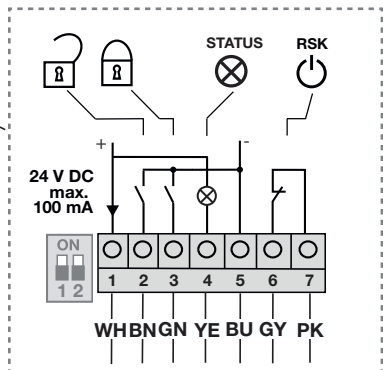 STATUS RSK
+ -
24 V DC
max.
100 mA
ON
1 2
1 2 3 4 5 6 7
WH BN GN YE BU GY PK